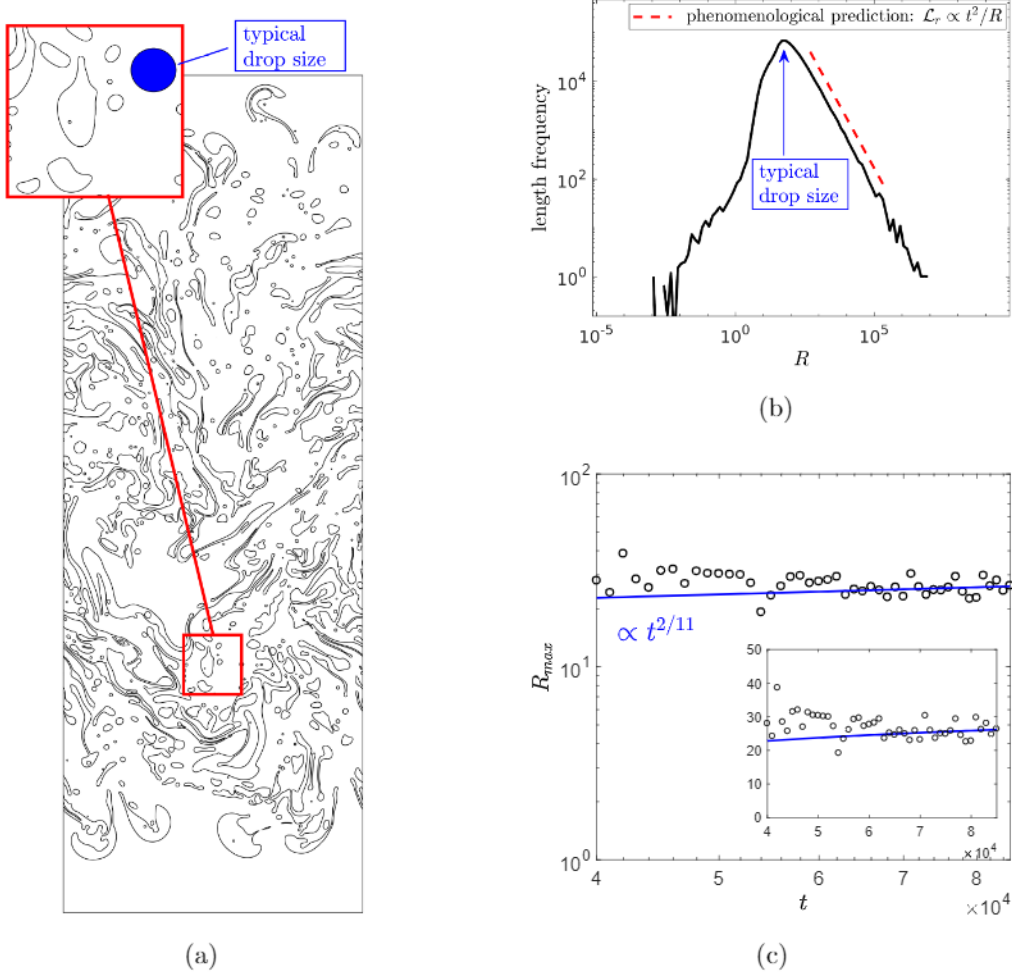 typical
drop size
(a)
phenomenological prediction: ℒᵣ ∝ t²/R
length frequency
10⁴
10²
10⁰
typical
drop size
10⁻⁵
10⁰
10⁵
R
(b)
R_max
10²
10¹
10⁰
∝ t^{2/11}
50
40
30
20
10
0
4
5
6
7
8
×10⁴
4
5
6
7
8
×10⁴
t
(c)